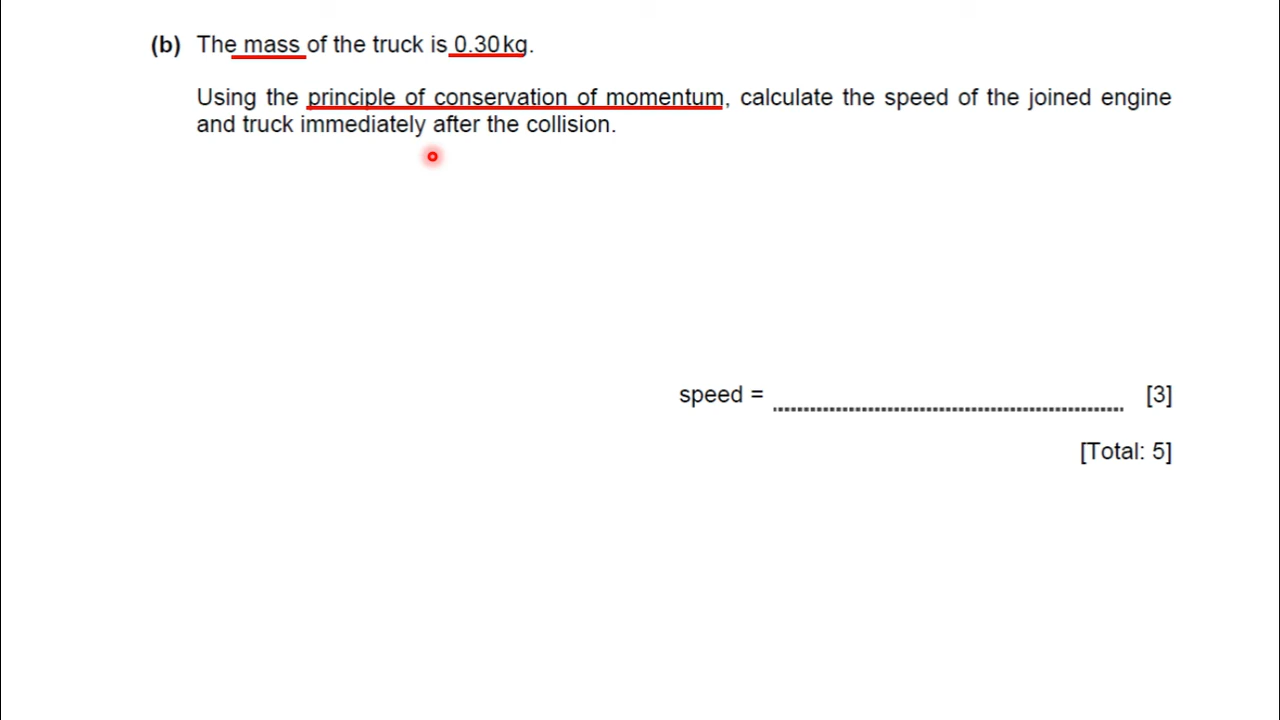 (b) The mass of the truck is 0.30 kg.
Using the principle of conservation of momentum, calculate the speed of the joined engine
and truck immediately after the collision.
speed = ........................................................ [3]
[Total: 5]